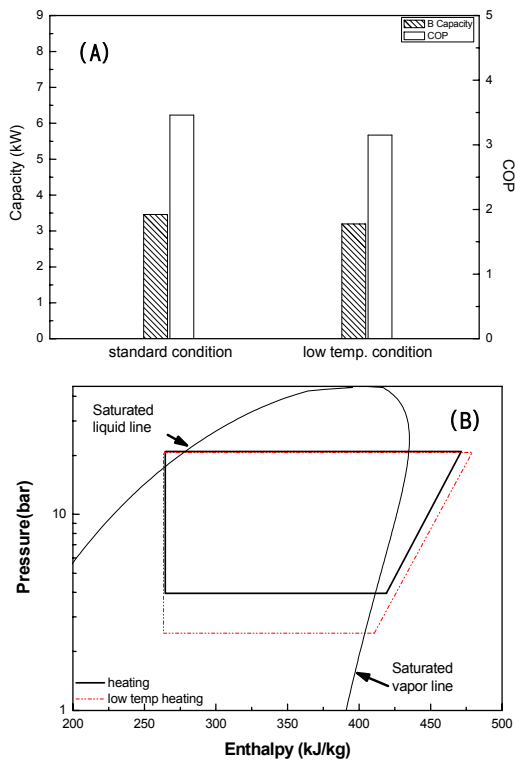 (A)
B Capacity
COP
9
8
7
6
5
4
3
2
1
0
Capacity (kW)
5
4
3
2
1
0
COP
standard condition
low temp. condition
(B)
Saturated
liquid line
Pressure(bar)
10
1
heating
low temp heating
Saturated
vapor line
200
250
300
350
400
450
500
Enthalpy (kJ/kg)